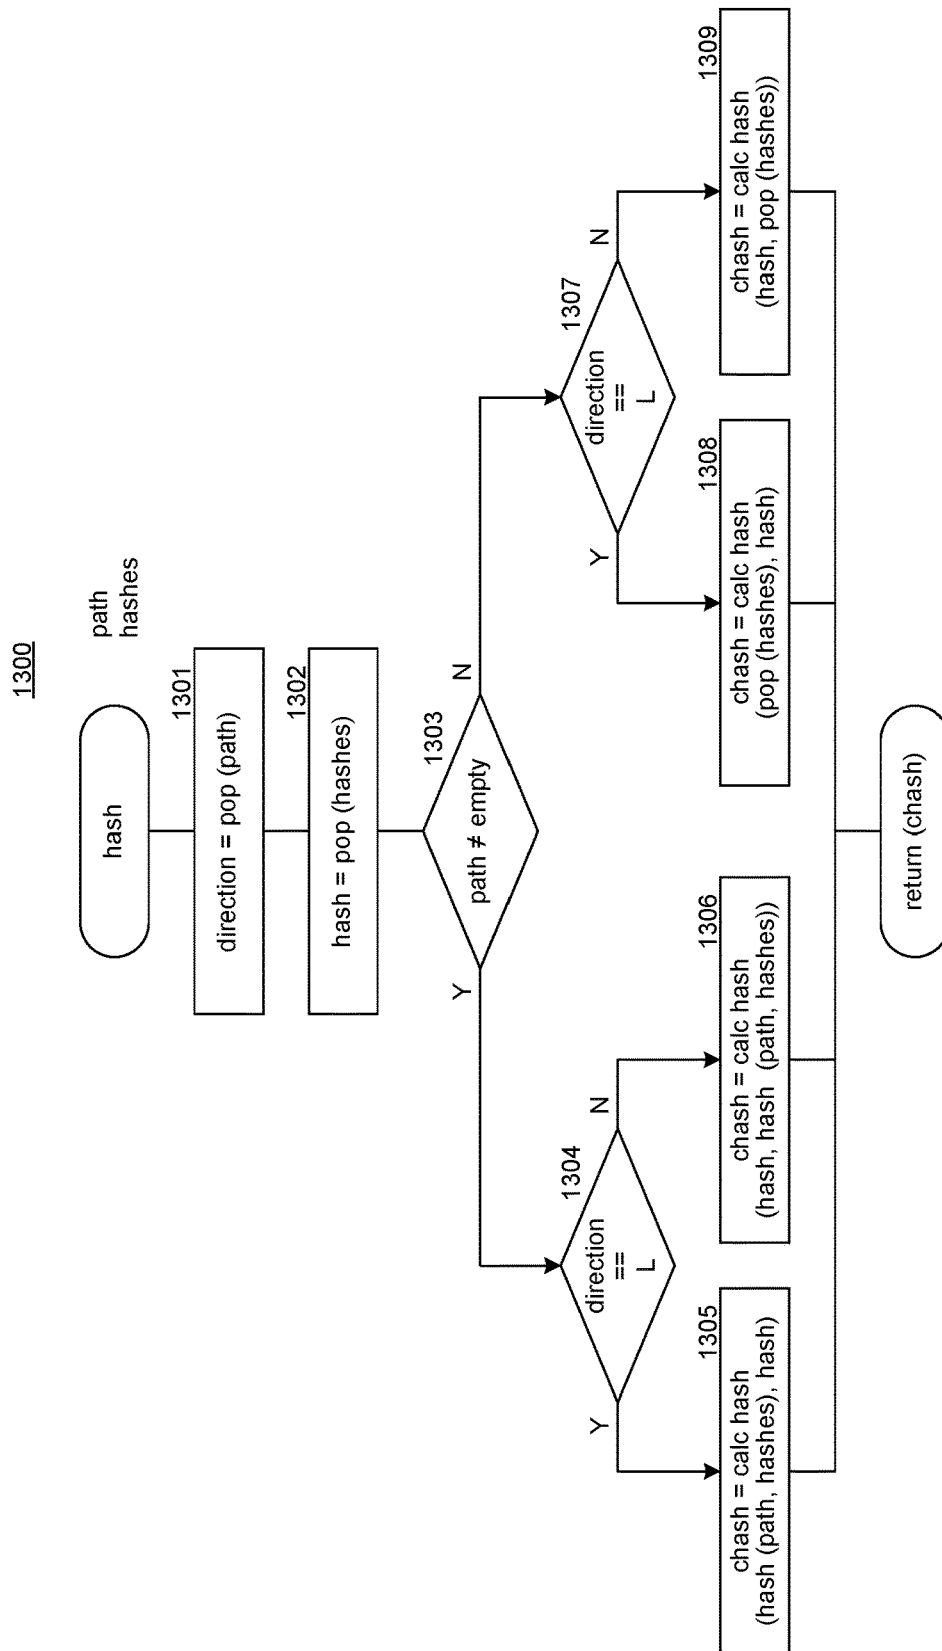 1300
hash
path
hashes
1301
direction = pop (path)
1302
hash = pop (hashes)
1303
path ≠ empty
Y
N
1304
direction
==
L
Y
N
1307
direction
==
L
Y
N
1305
chash = calc hash
(hash (path, hashes), hash)
1306
chash = calc hash
(hash, hash (path, hashes))
1308
chash = calc hash
(pop (hashes), hash)
1309
chash = calc hash
(hash, pop (hashes))
return (chash)